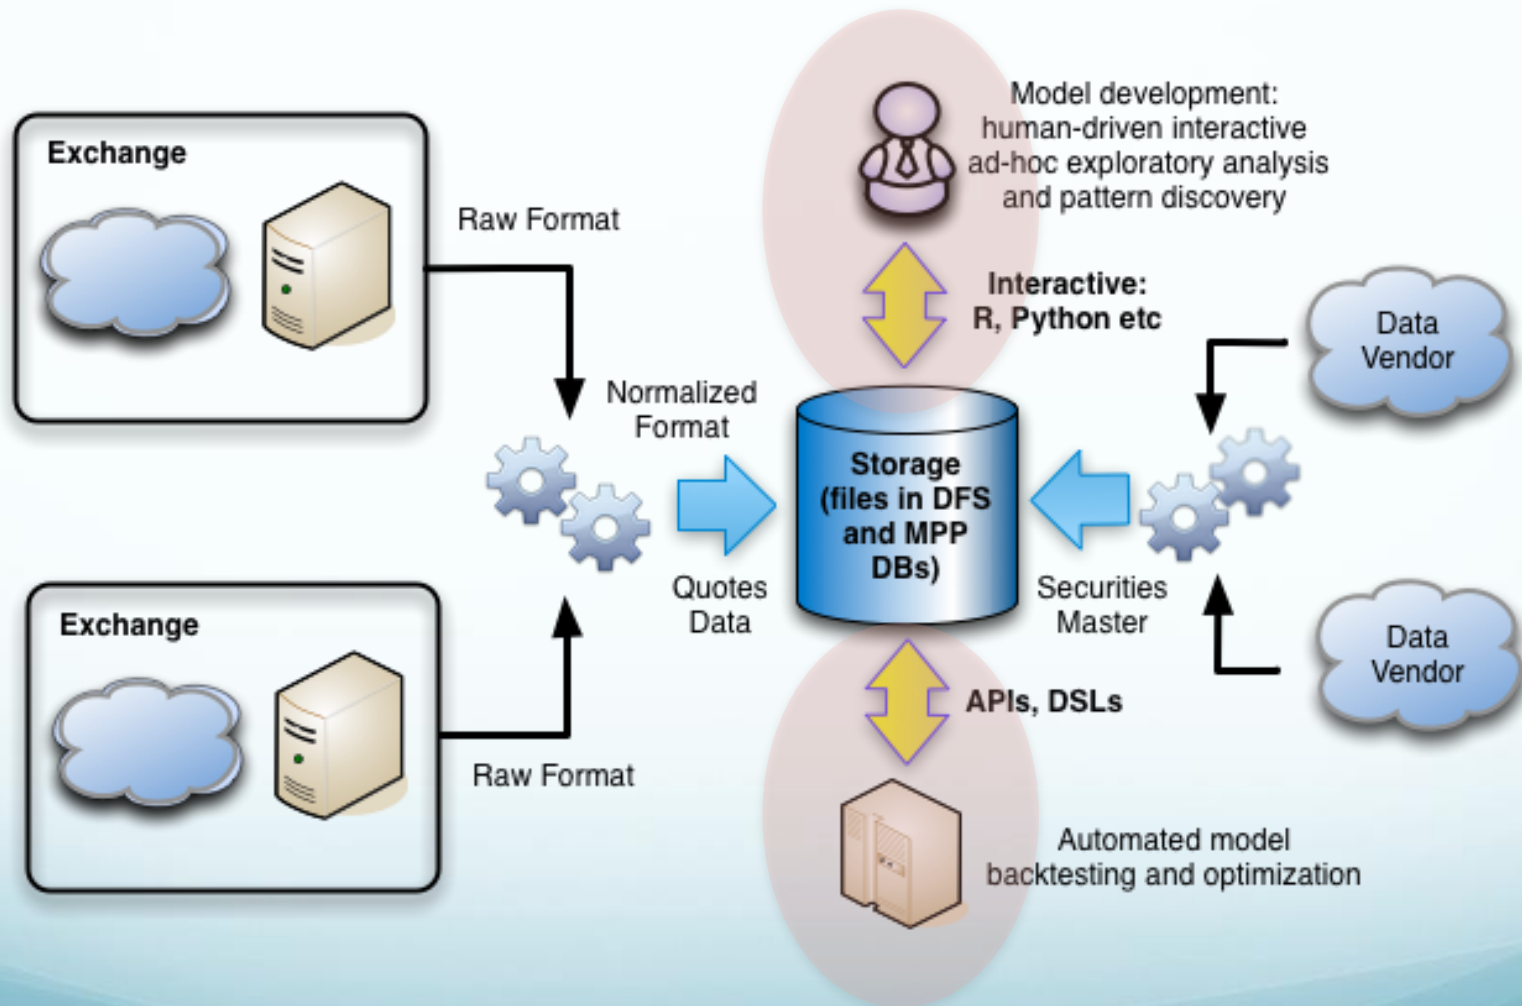 Exchange
Raw Format
Model development:
human-driven interactive
ad-hoc exploratory analysis
and pattern discovery
Interactive:
R, Python etc
Data
Vendor
Normalized
Format
Storage
(files in DFS
and MPP
DBs)
Quotes
Data
Securities
Master
Exchange
Raw Format
Data
Vendor
APIs, DSLs
Automated model
backtesting and optimization